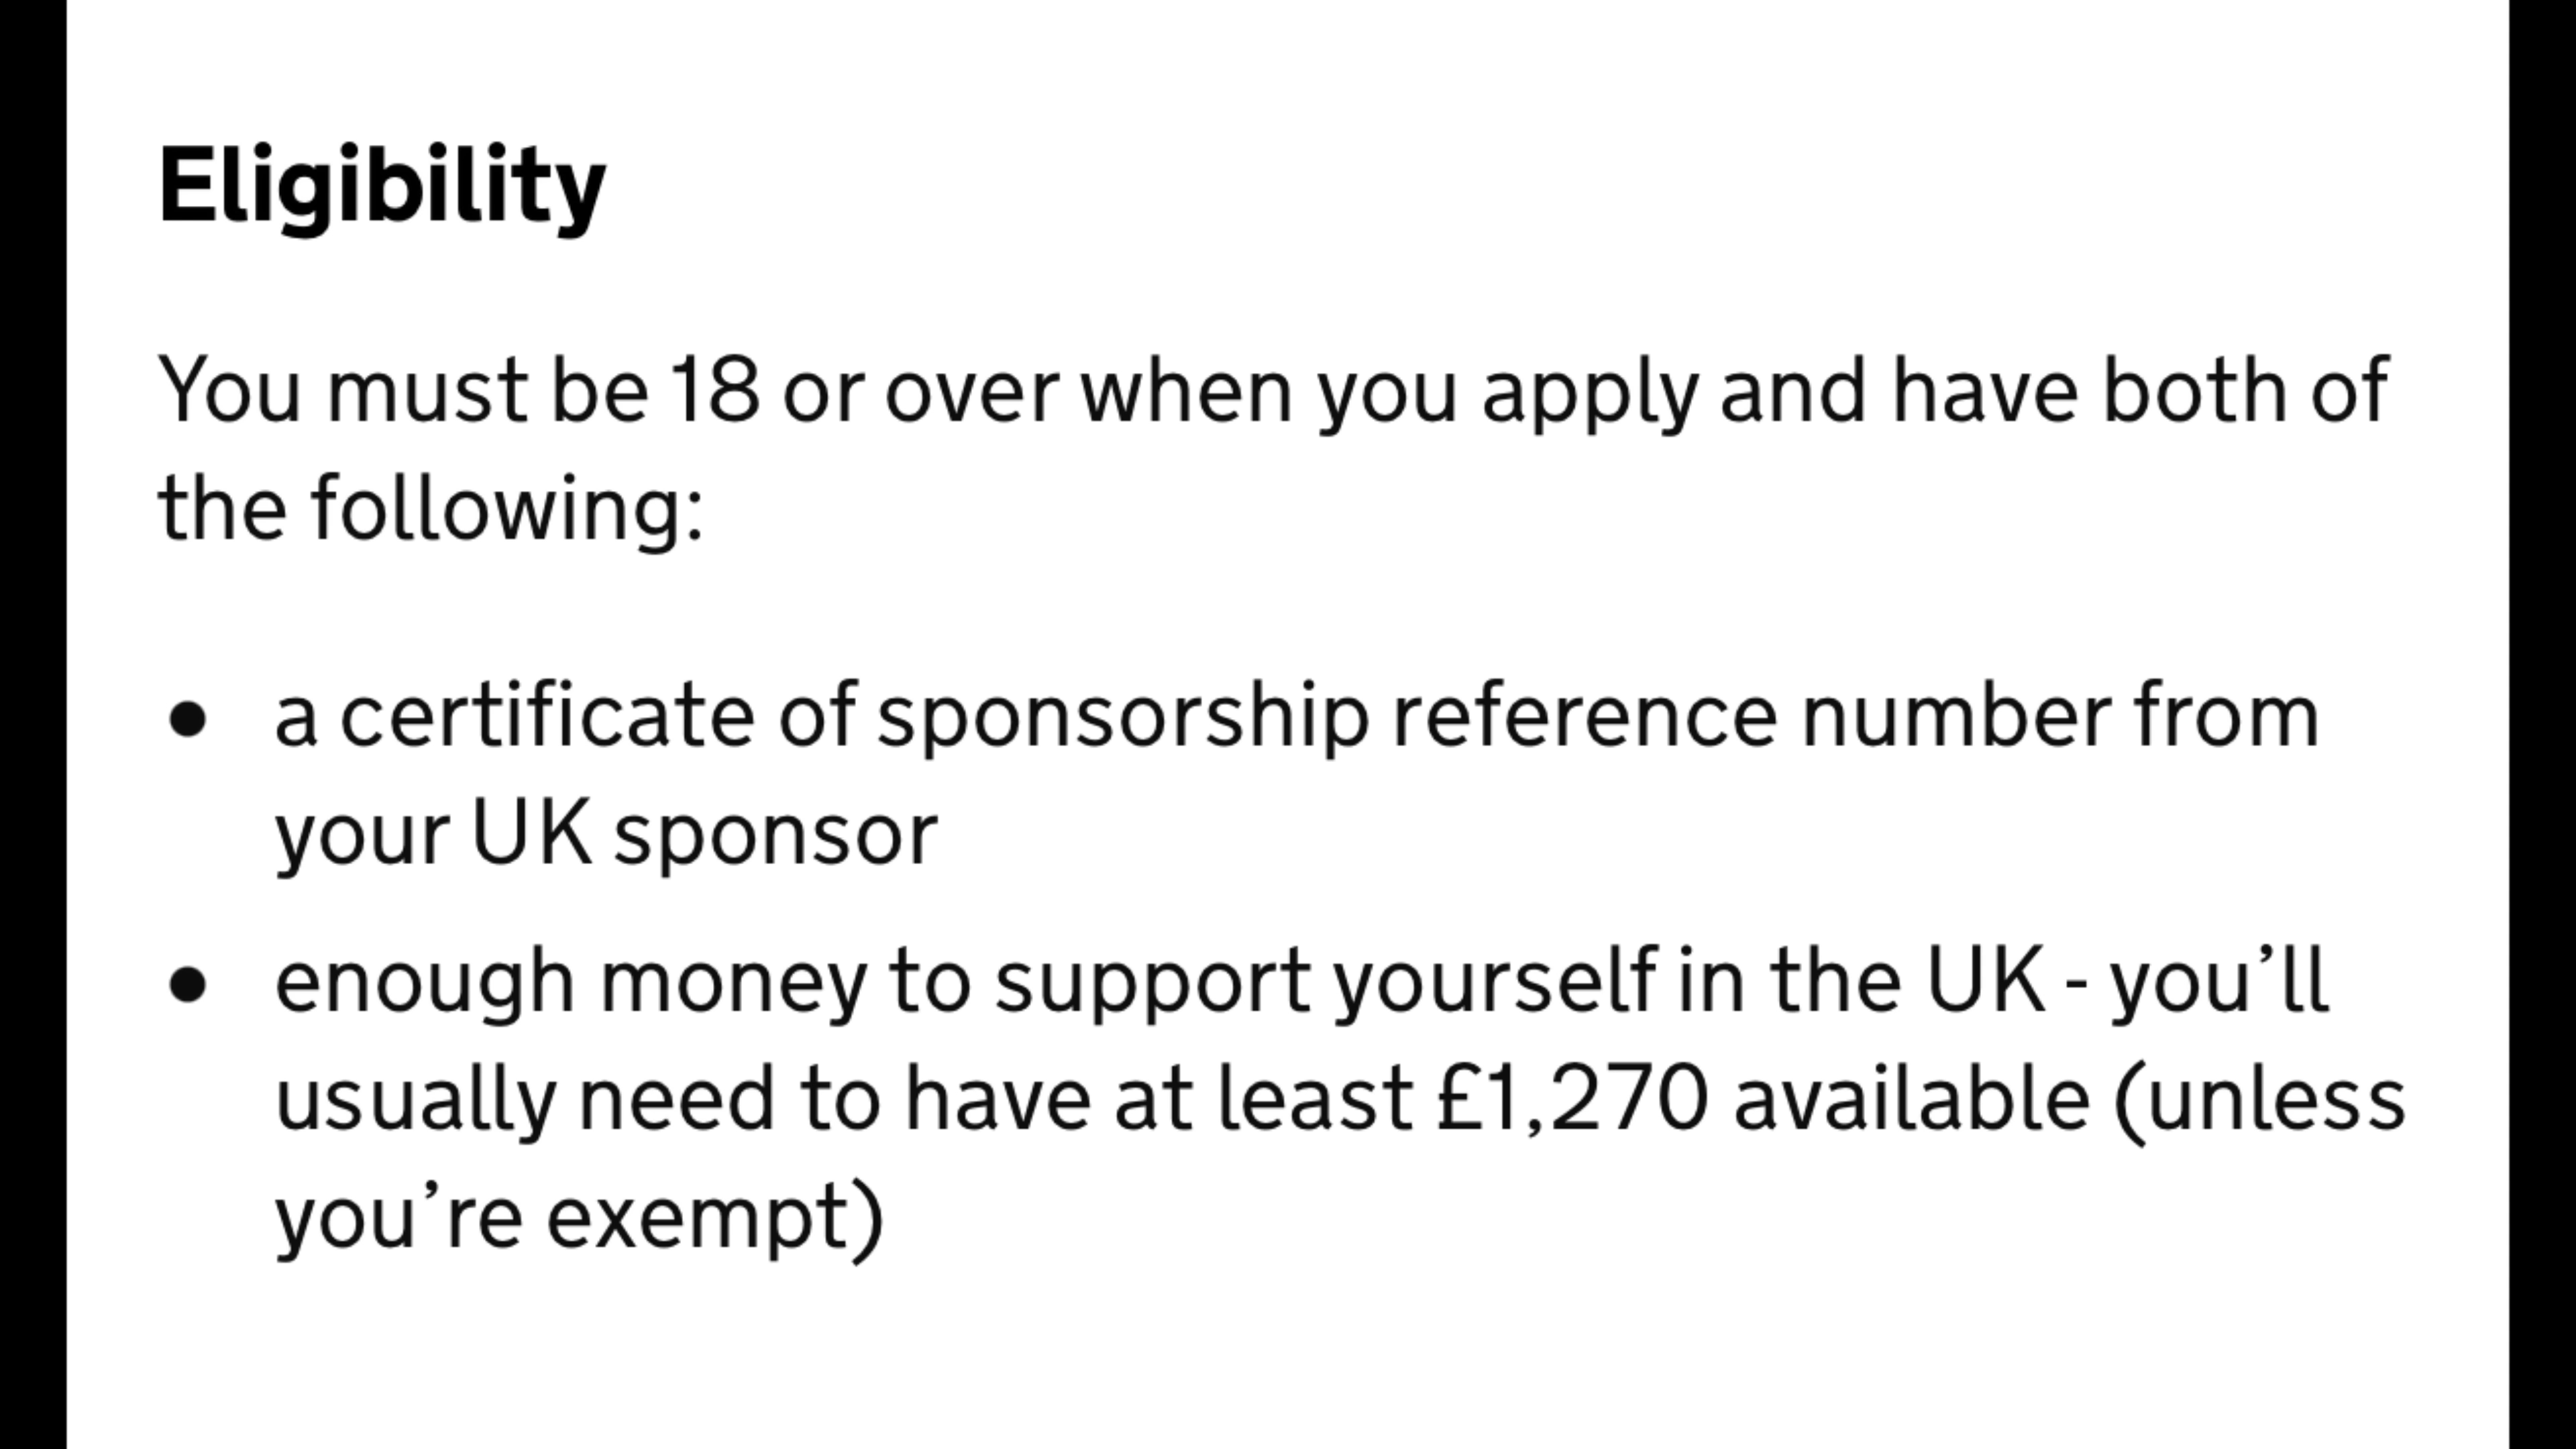 Eligibility
You must be 18 or over when you apply and have both of
the following:
● a certificate of sponsorship reference number from
your UK sponsor
● enough money to support yourself in the UK - you’ll
usually need to have at least £1,270 available (unless
you’re exempt)